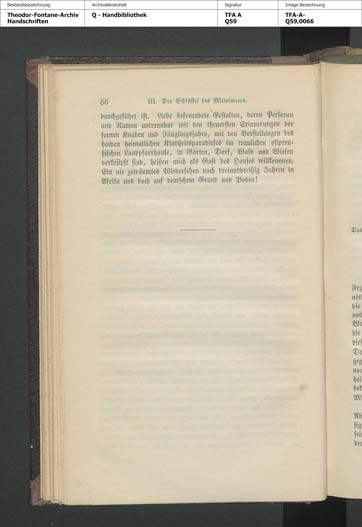 Bestandsbezeichnung
Theodor-Fontane-Archiv
Handschriften
Archivalieneinheit
Q - Handbibliothek
Signatur
TFA A
Q59
Image-Bezeichnung
TFA-A-
Q59,0066
56 III. Der Schlüssel des Mittelmeers.
durchgeführt ist. Liebe befreundete Gestalten, deren Personen
und Namen untrennbar mit den theuersten Erinnerungen der
fernen Knaben und Jünglingsjahre, mit den Vorstellungen des
holden heimatlichen Kindheitsparadieses im traulichen ostpreu-
ßischen Landpfarrhause, in Gärten, Dorf, Wald und Wiesen
verknüpft sind, heißen mich als Gast des Hauses willkommen.
Ein nie geträumtes Wiedersehen nach dreiunddreißig Jahren in
Afrika und doch auf deutschem Grund und Boden!